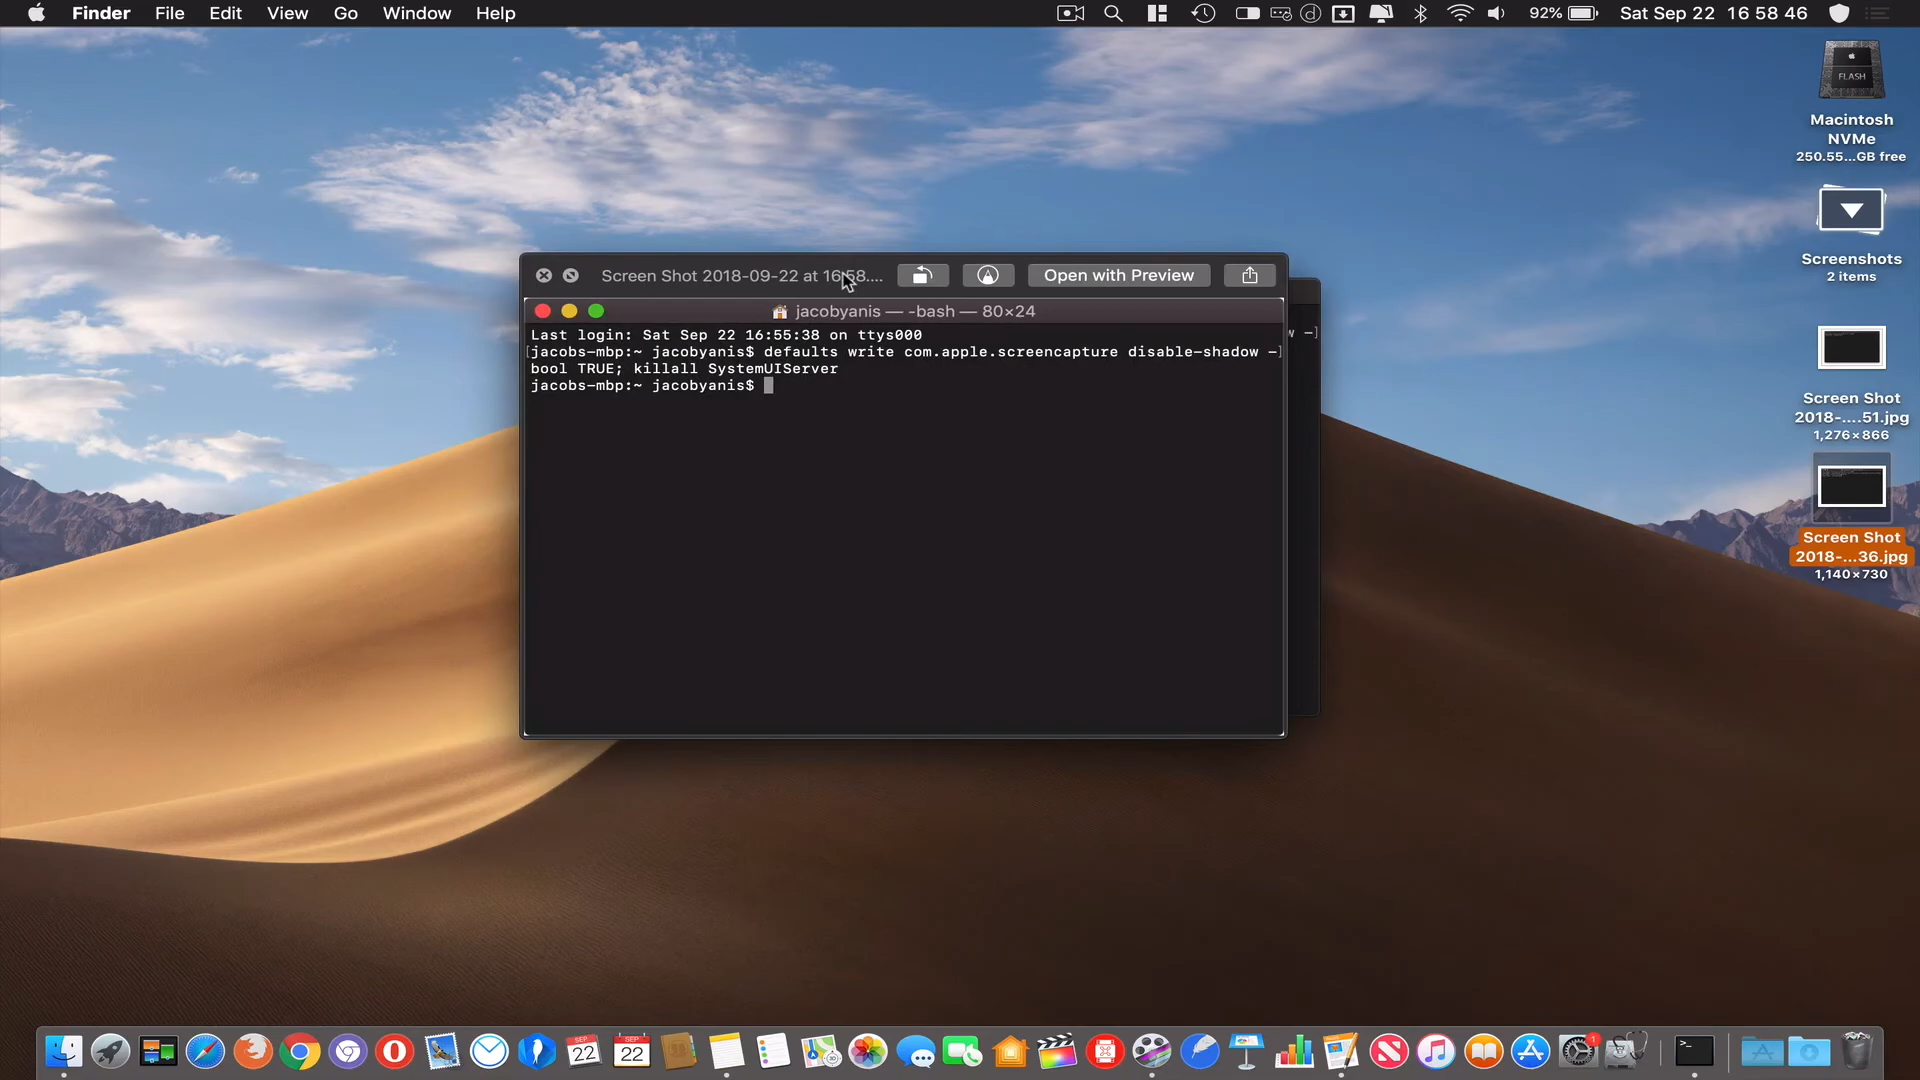 Finder File Edit View Go Window Help 92% Sat Sep 22 16 58 46
FLASH
Macintosh
NVMe
250.55...GB free
Screenshots
2 items
Screen Shot
2018-....51.jpg
1,276×866
Screen Shot
2018-...36.jpg
1,140×730
Screen Shot 2018-09-22 at 16:58.... Open with Preview
jacobyanis — -bash — 80×24
Last login: Sat Sep 22 16:55:38 on ttys000
[jacobs-mbp:~ jacobyanis$ defaults write com.apple.screencapture disable-shadow -]
bool TRUE; killall SystemUIServer
jacobs-mbp:~ jacobyanis$
w -]
SEP
22
SEP
22
1